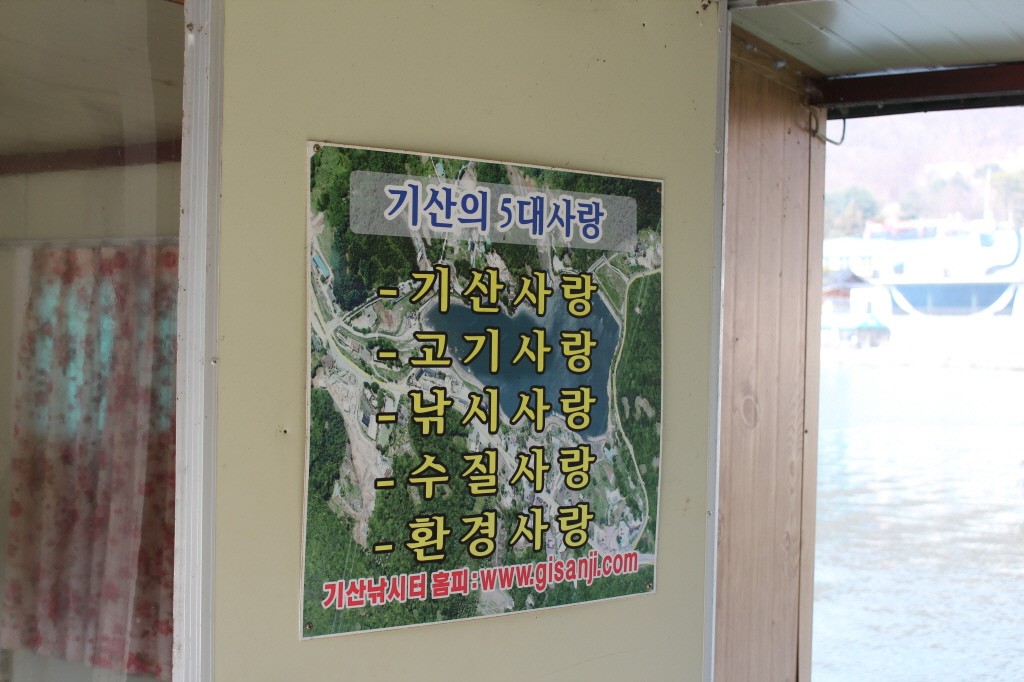 기산의 5대사랑
- 기산사랑
- 고기사랑
- 낚시사랑
- 수질사랑
- 환경사랑
기산낚시터 홈피:www.gisanji.com